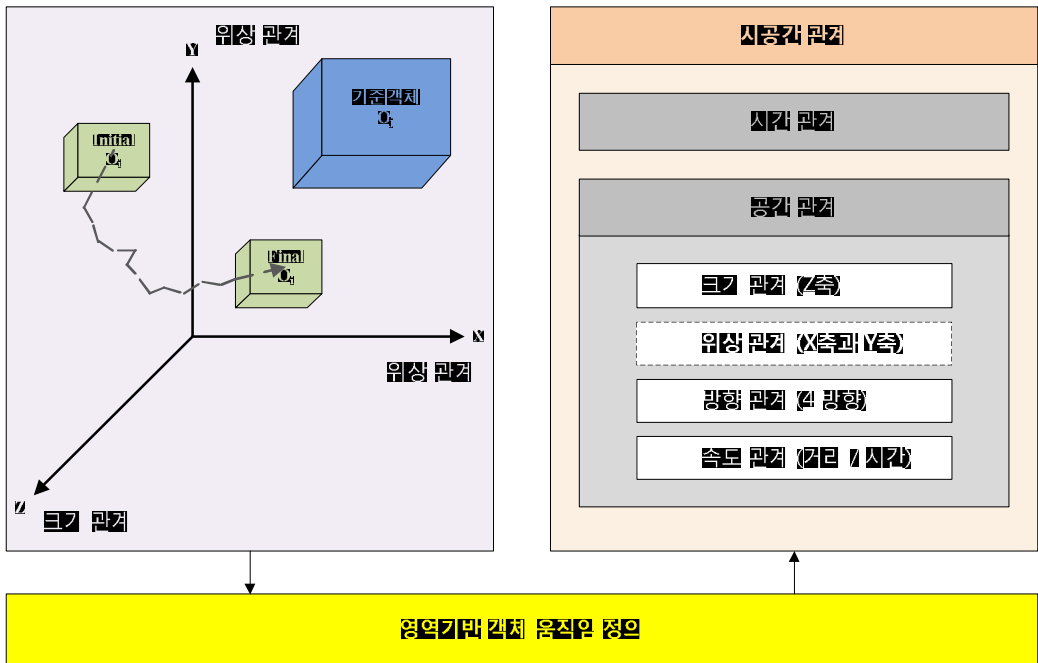 위상 관계
Y
기준객체
Initial
시공간 관계
시간 관계
공간 관계
Final
크기 관계 (Z축)
위상 관계 (X축과 Y축)
X
위상 관계
방향 관계 (4 방향)
속도 관계 (거리 / 시간)
Z
크기 관계
영역기반 객체 움직임 정의